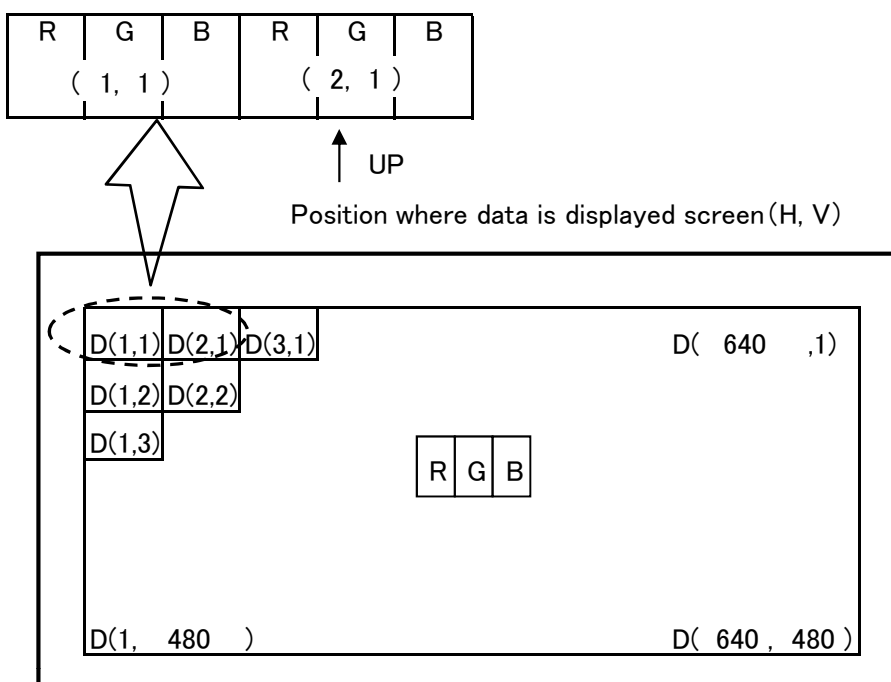 R G B R G B
( 1, 1 ) ( 2, 1 )
UP
Position where data is displayed screen(H, V)
D(1,1) D(2,1) D(3,1) D( 640 ,1)
D(1,2) D(2,2)
D(1,3)
R G B
D(1, 480 ) D( 640 , 480 )